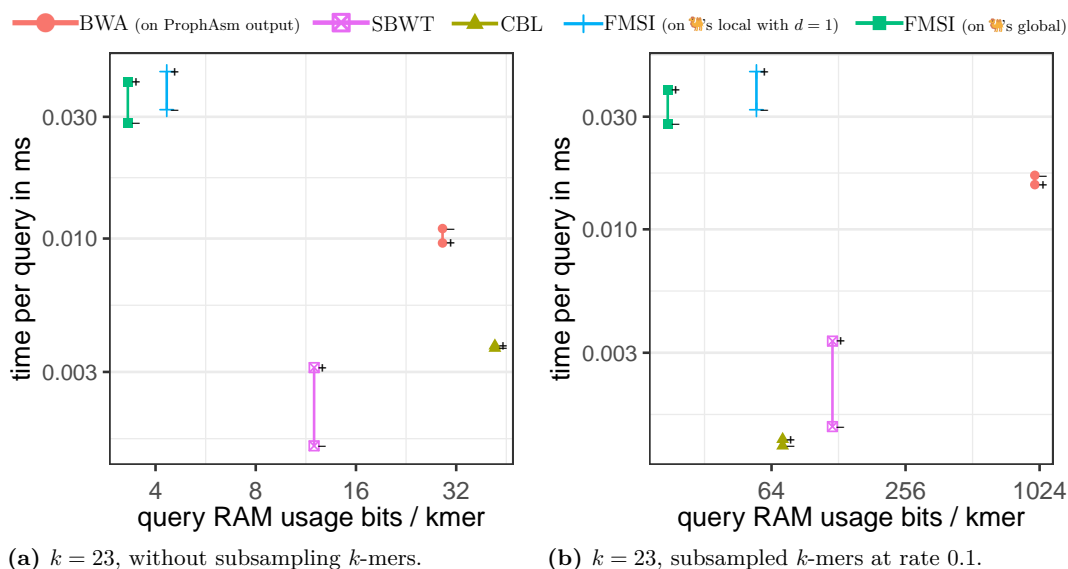 BWA (on ProphAsm output) SBWT CBL FMSI (on 🐫's local with d = 1) FMSI (on 🐫's global)
time per query in ms
0.030
0.010
0.003
+
−
+
−
−
+
+
−
+
−
4 8 16 32
query RAM usage bits / kmer
(a) k = 23, without subsampling k-mers.
time per query in ms
0.030
0.010
0.003
+
−
+
−
−
+
+
−
+
−
64 256 1024
query RAM usage bits / kmer
(b) k = 23, subsampled k-mers at rate 0.1.